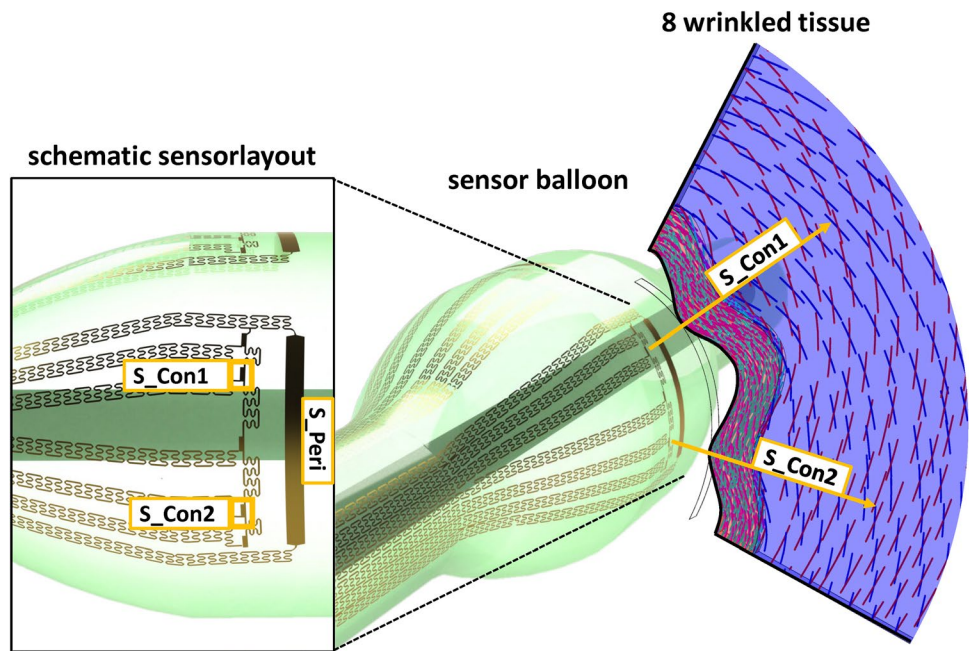 8 wrinkled tissue
schematic sensorlayout
sensor balloon
S_Con1
S_Con1
S_Peri
S_Con2
S_Con2